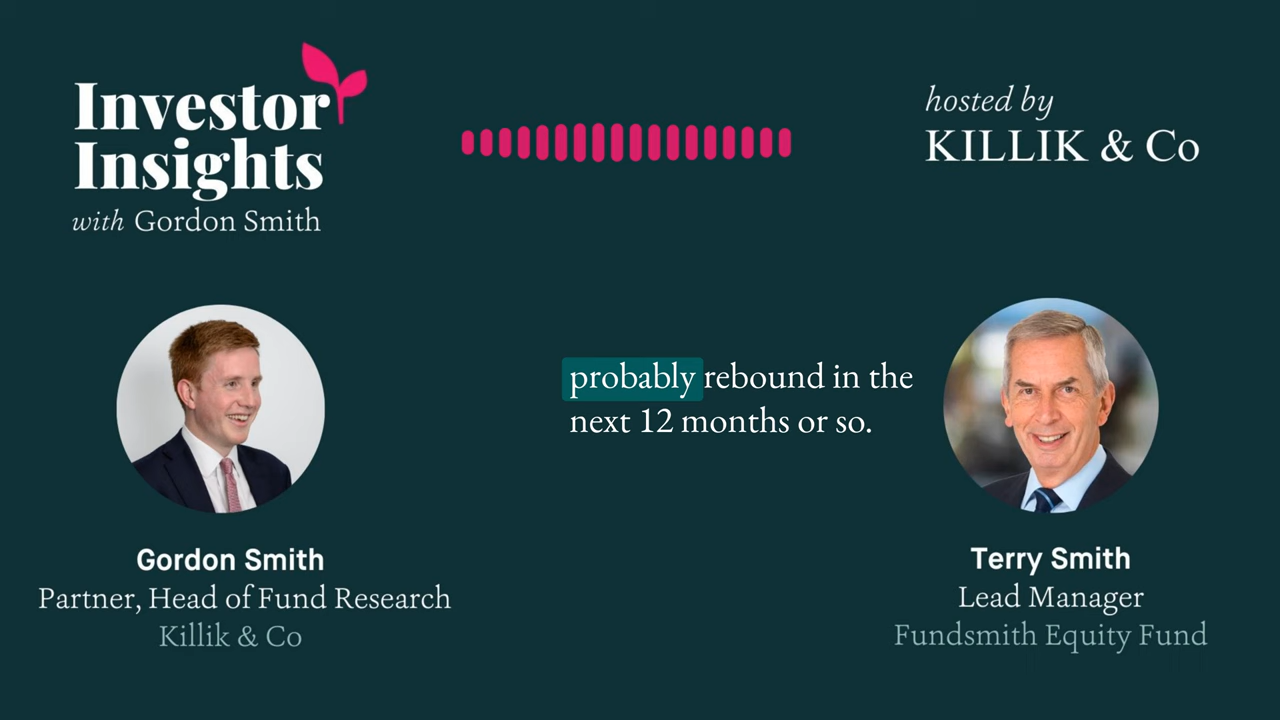 Investor
Insights
with Gordon Smith
hosted by
KILLIK & Co
probably rebound in the
next 12 months or so.
Gordon Smith
Partner, Head of Fund Research
Killik & Co
Terry Smith
Lead Manager
Fundsmith Equity Fund